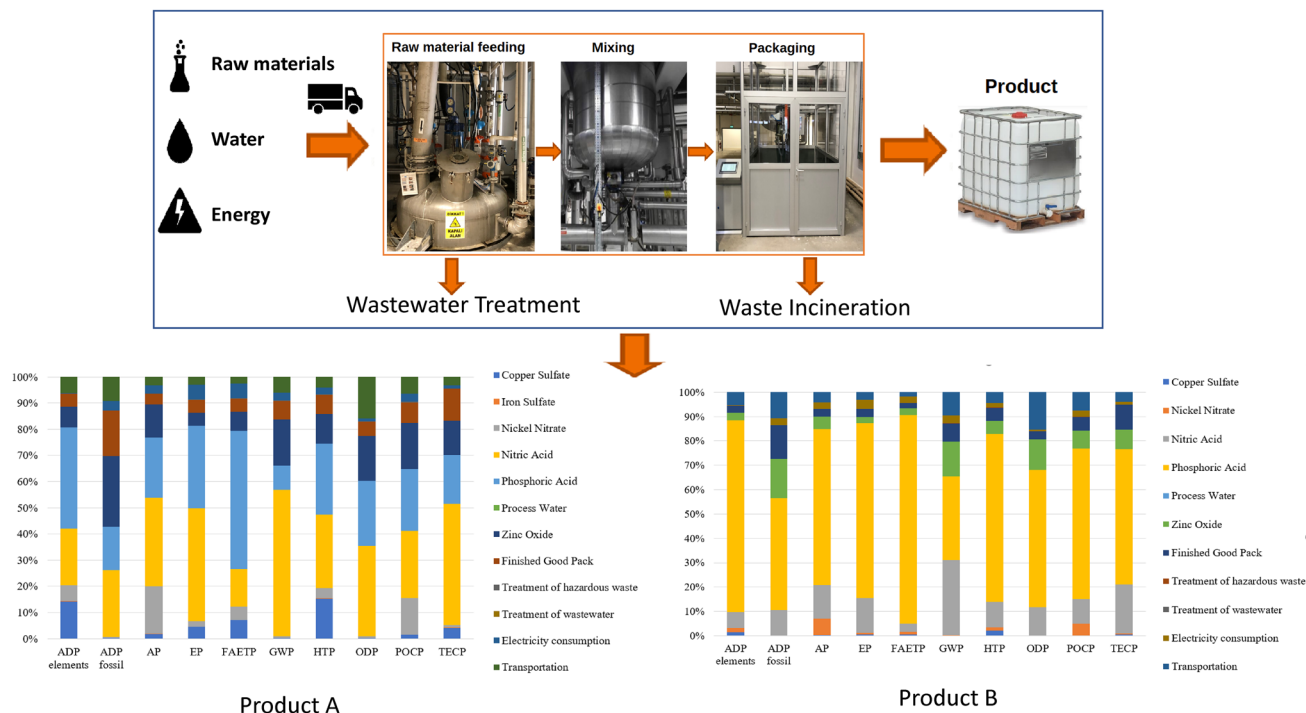 Raw materials
Water
Energy
Raw material feeding
Mixing
Packaging
Product
Wastewater Treatment
Waste Incineration
100%
90%
80%
70%
60%
50%
40%
30%
20%
10%
0%
ADP elements
ADP fossil
AP
EP
FAETP
GWP
HTP
ODP
POCP
TECP
Copper Sulfate
Iron Sulfate
Nickel Nitrate
Nitric Acid
Phosphoric Acid
Process Water
Zinc Oxide
Finished Good Pack
Treatment of hazardous waste
Treatment of wastewater
Electricity consumption
Transportation
Product A
100%
90%
80%
70%
60%
50%
40%
30%
20%
10%
0%
ADP elements
ADP fossil
AP
EP
FAETP
GWP
HTP
ODP
POCP
TECP
Copper Sulfate
Nickel Nitrate
Nitric Acid
Phosphoric Acid
Process Water
Zinc Oxide
Finished Good Pack
Treatment of hazardous waste
Treatment of wastewater
Electricity consumption
Transportation
Product B